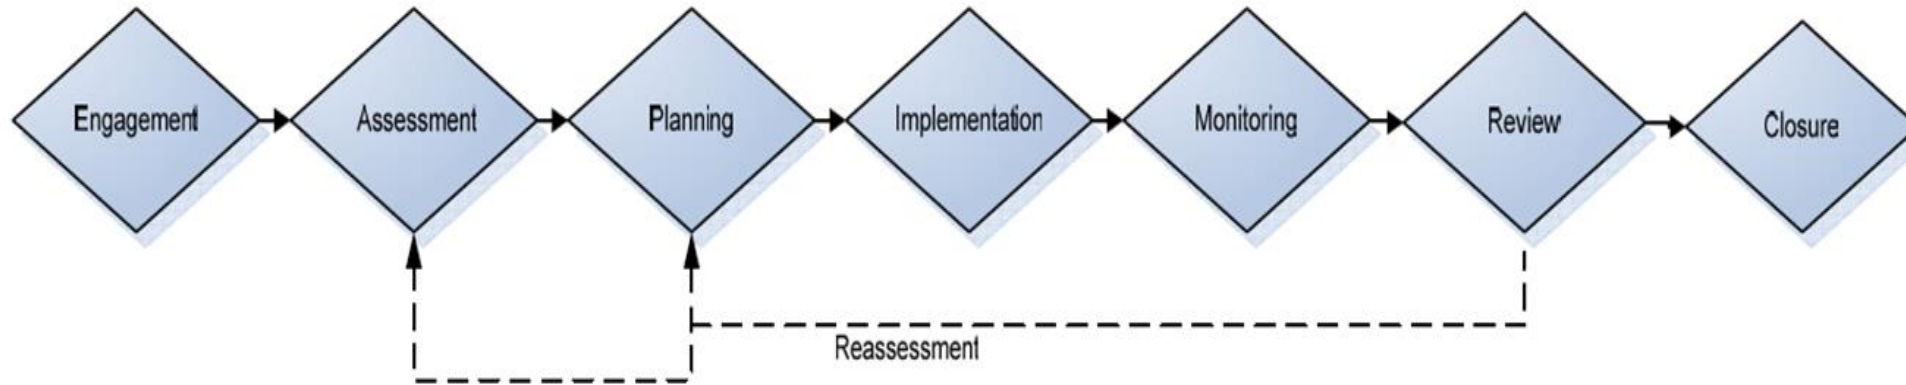 Engagement
Assessment
Planning
Implementation
Monitoring
Review
Closure
Reassessment